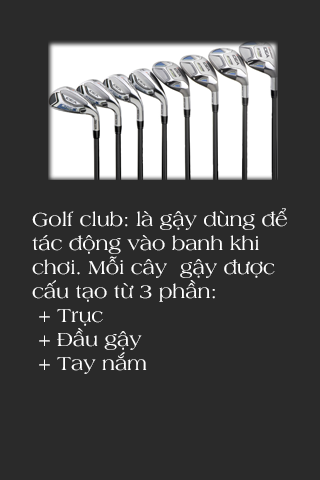 Golf club: là gậy dùng để
tác động vào banh khi
chơi. Mỗi cây gậy được
cấu tạo từ 3 phần:
+ Trục
+ Đầu gậy
+ Tay nắm